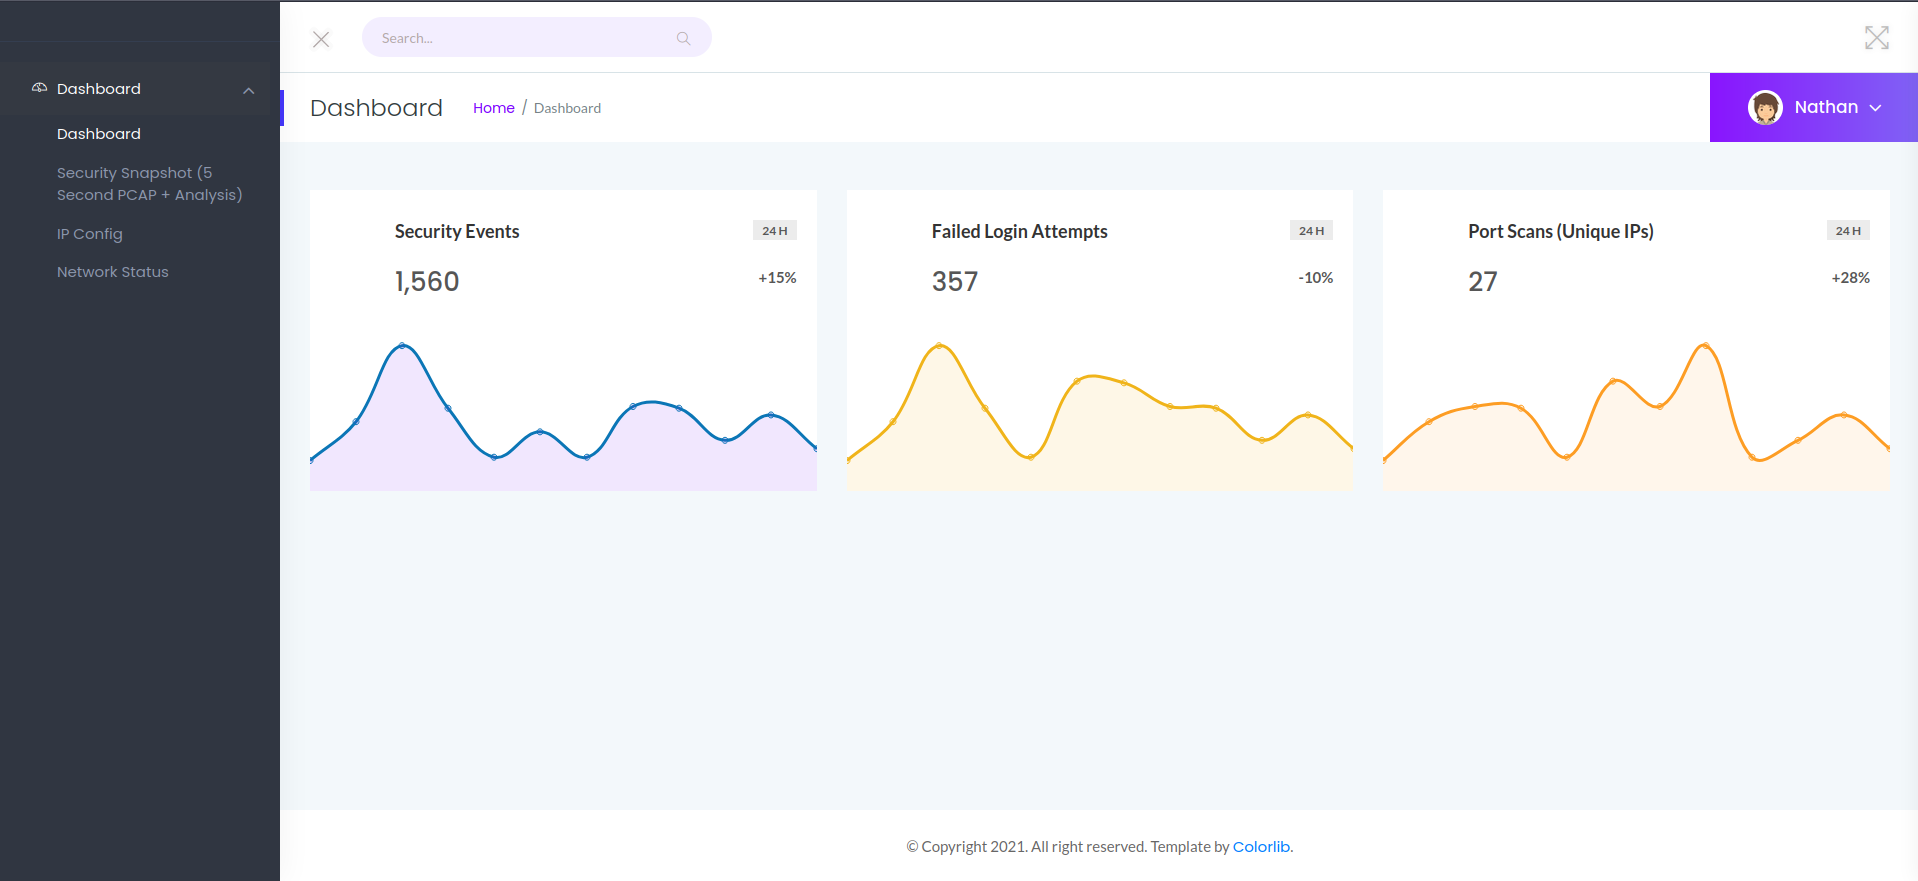 Search...
Dashboard
Dashboard
Security Snapshot (5
Second PCAP + Analysis)
IP Config
Network Status
Dashboard Home / Dashboard
Nathan
Security Events 24 H
1,560 +15%
Failed Login Attempts 24 H
357 -10%
Port Scans (Unique IPs) 24 H
27 +28%
© Copyright 2021. All right reserved. Template by Colorlib.